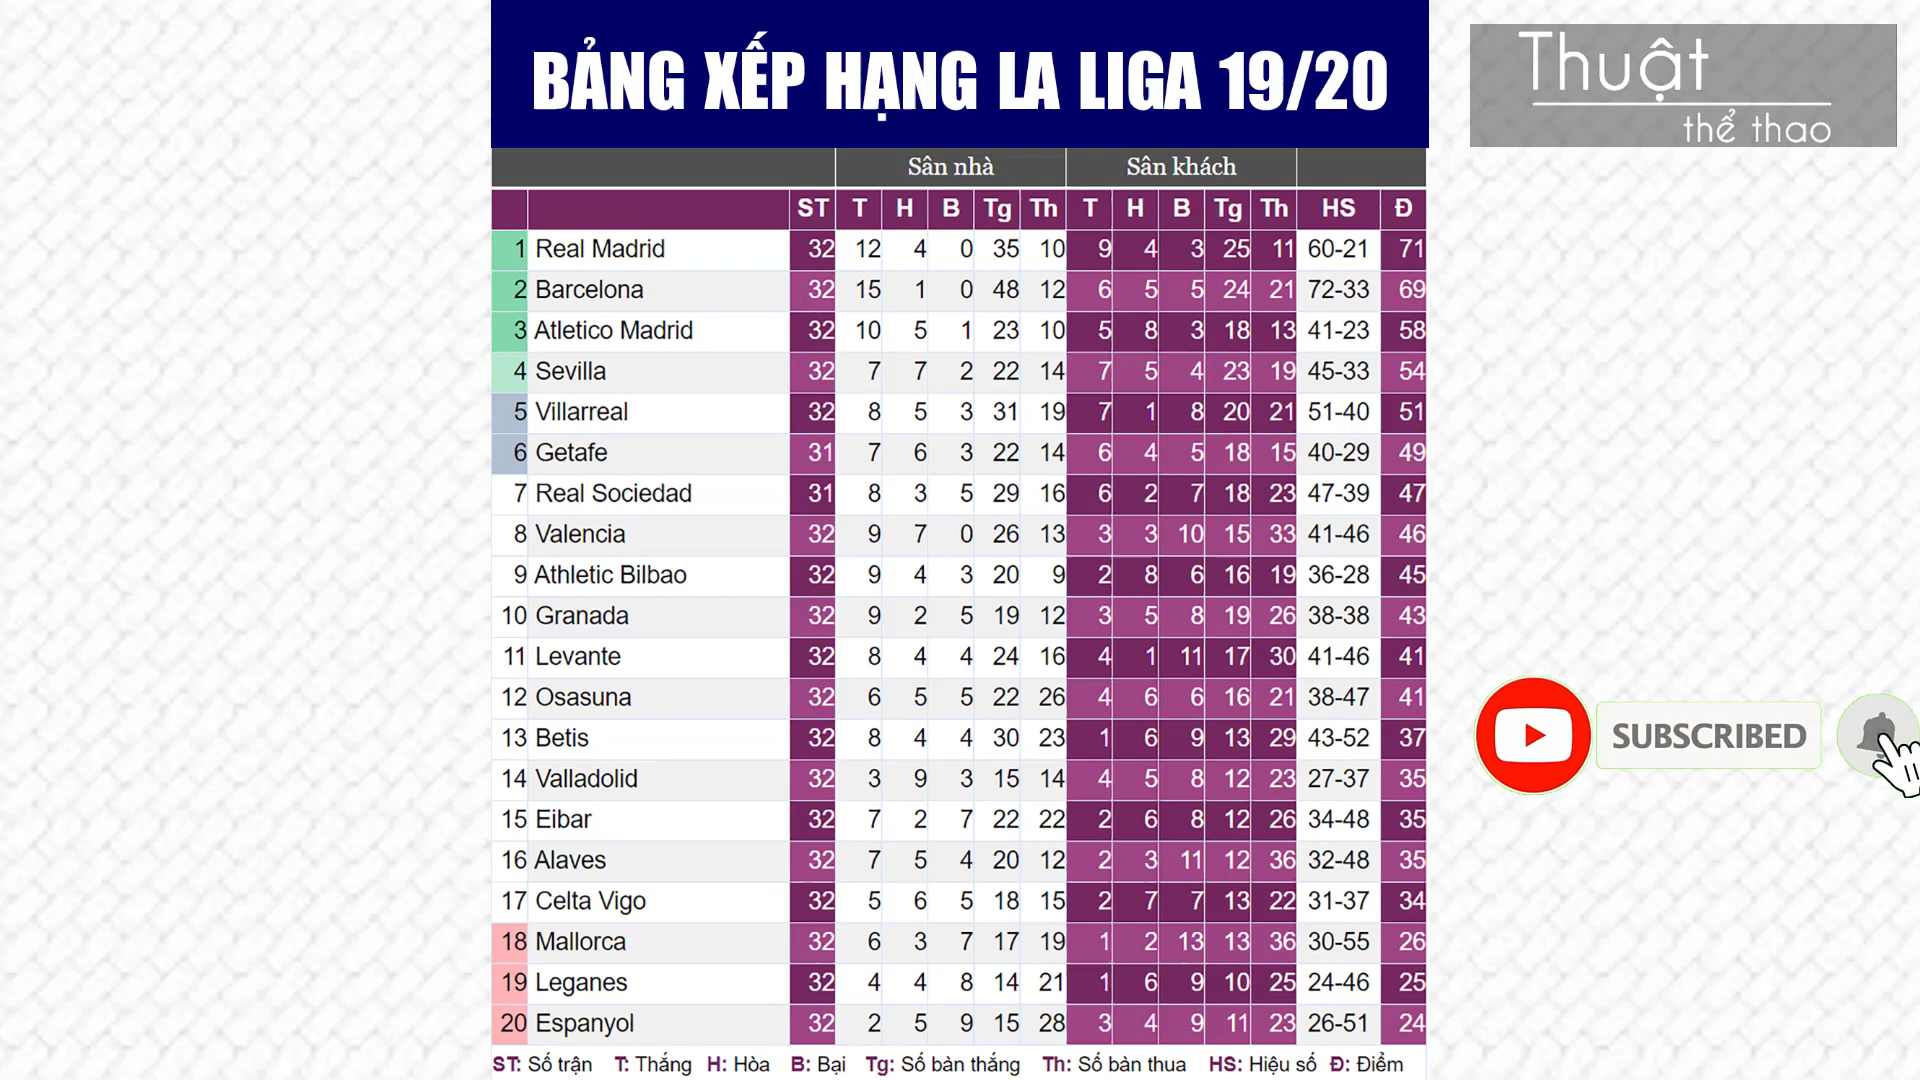 BẢNG XẾP HẠNG LA LIGA 19/20
Thuật
thể thao
Sân nhà Sân khách
ST T H B Tg Th T H B Tg Th HS Đ
1 Real Madrid 32 12 4 0 35 10 9 4 3 25 11 60-21 71
2 Barcelona 32 15 1 0 48 12 6 5 5 24 21 72-33 69
3 Atletico Madrid 32 10 5 1 23 10 5 8 3 18 13 41-23 58
4 Sevilla 32 7 7 2 22 14 7 5 4 23 19 45-33 54
5 Villarreal 32 8 5 3 31 19 7 1 8 20 21 51-40 51
6 Getafe 31 7 6 3 22 14 6 4 5 18 15 40-29 49
7 Real Sociedad 31 8 3 5 29 16 6 2 7 18 23 47-39 47
8 Valencia 32 9 7 0 26 13 3 3 10 15 33 41-46 46
9 Athletic Bilbao 32 9 4 3 20 9 2 8 6 16 19 36-28 45
10 Granada 32 9 2 5 19 12 3 5 8 19 26 38-38 43
11 Levante 32 8 4 4 24 16 4 1 11 17 30 41-46 41
12 Osasuna 32 6 5 5 22 26 4 6 6 16 21 38-47 41
13 Betis 32 8 4 4 30 23 1 6 9 13 29 43-52 37
14 Valladolid 32 3 9 3 15 14 4 5 8 12 23 27-37 35
15 Eibar 32 7 2 7 22 22 2 6 8 12 26 34-48 35
16 Alaves 32 7 5 4 20 12 2 3 11 12 36 32-48 35
17 Celta Vigo 32 5 6 5 18 15 2 7 7 13 22 31-37 34
18 Mallorca 32 6 3 7 17 19 1 2 13 13 36 30-55 26
19 Leganes 32 4 4 8 14 21 1 6 9 10 25 24-46 25
20 Espanyol 32 2 5 9 15 28 3 4 9 11 23 26-51 24
ST: Số trận T: Thắng H: Hòa B: Bại Tg: Số bàn thắng Th: Số bàn thua HS: Hiệu số Đ: Điểm
SUBSCRIBED